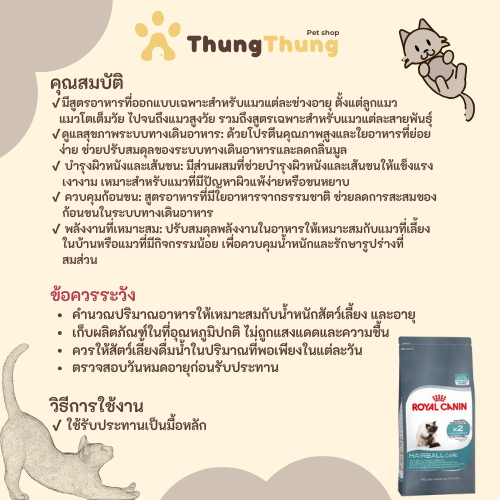 Pet shop
ThungThung
คุณสมบัติ
✓ มีสูตรอาหารที่ออกแบบเฉพาะสำหรับแมวแต่ละช่วงอายุ ตั้งแต่ลูกแมว
แมวโตเต็มวัย ไปจนถึงแมวสูงวัย รวมถึงสูตรเฉพาะสำหรับแมวแต่ละสายพันธุ์
✓ ดูแลสุขภาพระบบทางเดินอาหาร: ด้วยโปรตีนคุณภาพสูงและใยอาหารที่ย่อย
ง่าย ช่วยปรับสมดุลของระบบทางเดินอาหารและลดกลิ่นมูล
✓ บำรุงผิวหนังและเส้นขน: มีส่วนผสมที่ช่วยบำรุงผิวหนังและเส้นขนให้แข็งแรง
เงางาม เหมาะสำหรับแมวที่มีปัญหาผิวแพ้ง่ายหรือขนหยาบ
✓ ควบคุมก้อนขน: สูตรอาหารที่มีใยอาหารจากธรรมชาติ ช่วยลดการสะสมของ
ก้อนขนในระบบทางเดินอาหาร
✓ พลังงานที่เหมาะสม: ปรับสมดุลพลังงานในอาหารให้เหมาะสมกับแมวที่เลี้ยง
ในบ้านหรือแมวที่มีกิจกรรมน้อย เพื่อควบคุมน้ำหนักและรักษารูปร่างที่
สมส่วน
ข้อควรระวัง
• คำนวณปริมาณอาหารให้เหมาะสมกับน้ำหนักสัตว์เลี้ยง และอายุ
• เก็บผลิตภัณฑ์ในที่อุณหภูมิปกติ ไม่ถูกแสงแดดและความชื้น
• ควรให้สัตว์เลี้ยงดื่มน้ำในปริมาณที่พอเพียงในแต่ละวัน
• ตรวจสอบวันหมดอายุก่อนรับประทาน
วิธีการใช้งาน
✓ ใช้รับประทานเป็นมื้อหลัก
ROYAL CANIN
x2
HAIRBALL CARE